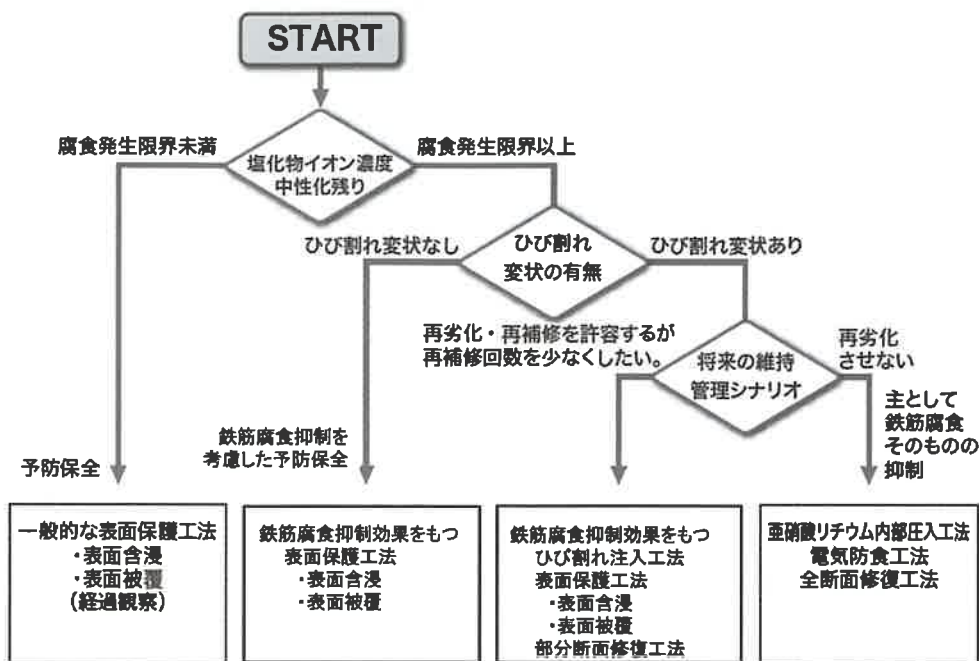 START
塩化物イオン濃度
中性化残り
腐食発生限界未満
腐食発生限界以上
ひび割れ
変状の有無
ひび割れ変状なし
ひび割れ変状あり
再劣化・再補修を許容するが
再補修回数を少なくしたい。
将来の維持
管理シナリオ
再劣化
させない
主として
鉄筋腐食
そのものの
抑制
鉄筋腐食抑制を
考慮した予防保全
予防保全
一般的な表面保護工法
・表面含浸
・表面被覆
(経過観察)
鉄筋腐食抑制効果をもつ
表面保護工法
・表面含浸
・表面被覆
鉄筋腐食抑制効果をもつ
ひび割れ注入工法
表面保護工法
・表面含浸
・表面被覆
部分断面修復工法
亜硝酸リチウム内部圧入工法
電気防食工法
全断面修復工法